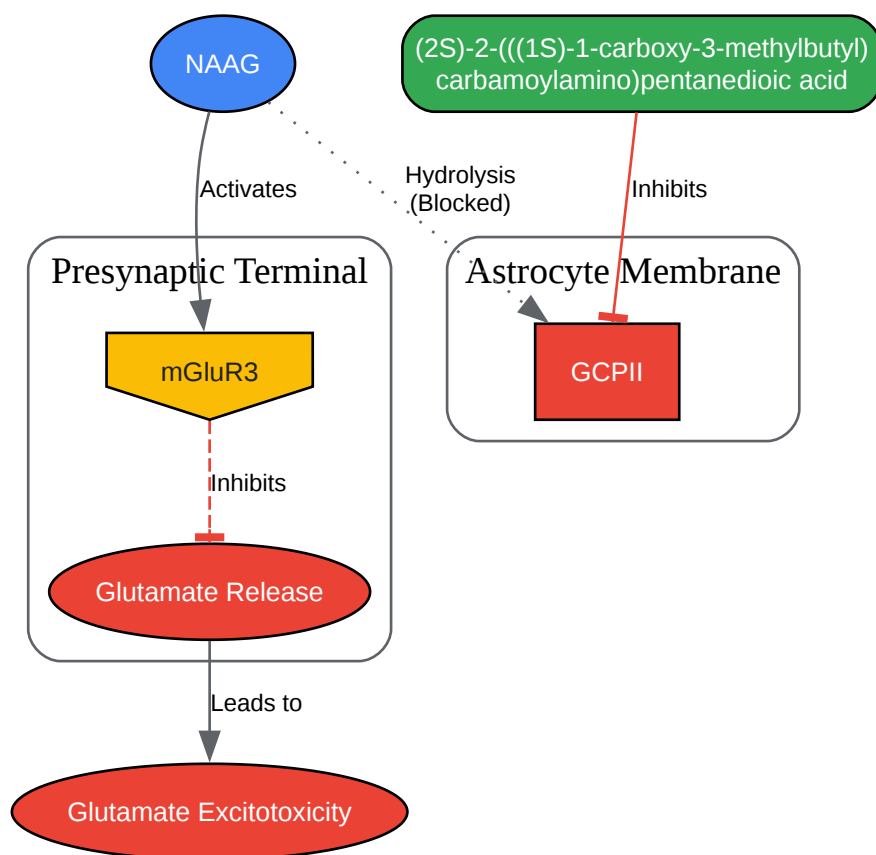 NAAG
(2S)-2-(((1S)-1-carboxy-3-methylbutyl)
carbamoylamino)pentanedioic acid
Activates
Hydrolysis
(Blocked)
Inhibits
Presynaptic Terminal
Astrocyte Membrane
mGluR3
GCPII
Inhibits
Glutamate Release
Leads to
Glutamate Excitotoxicity